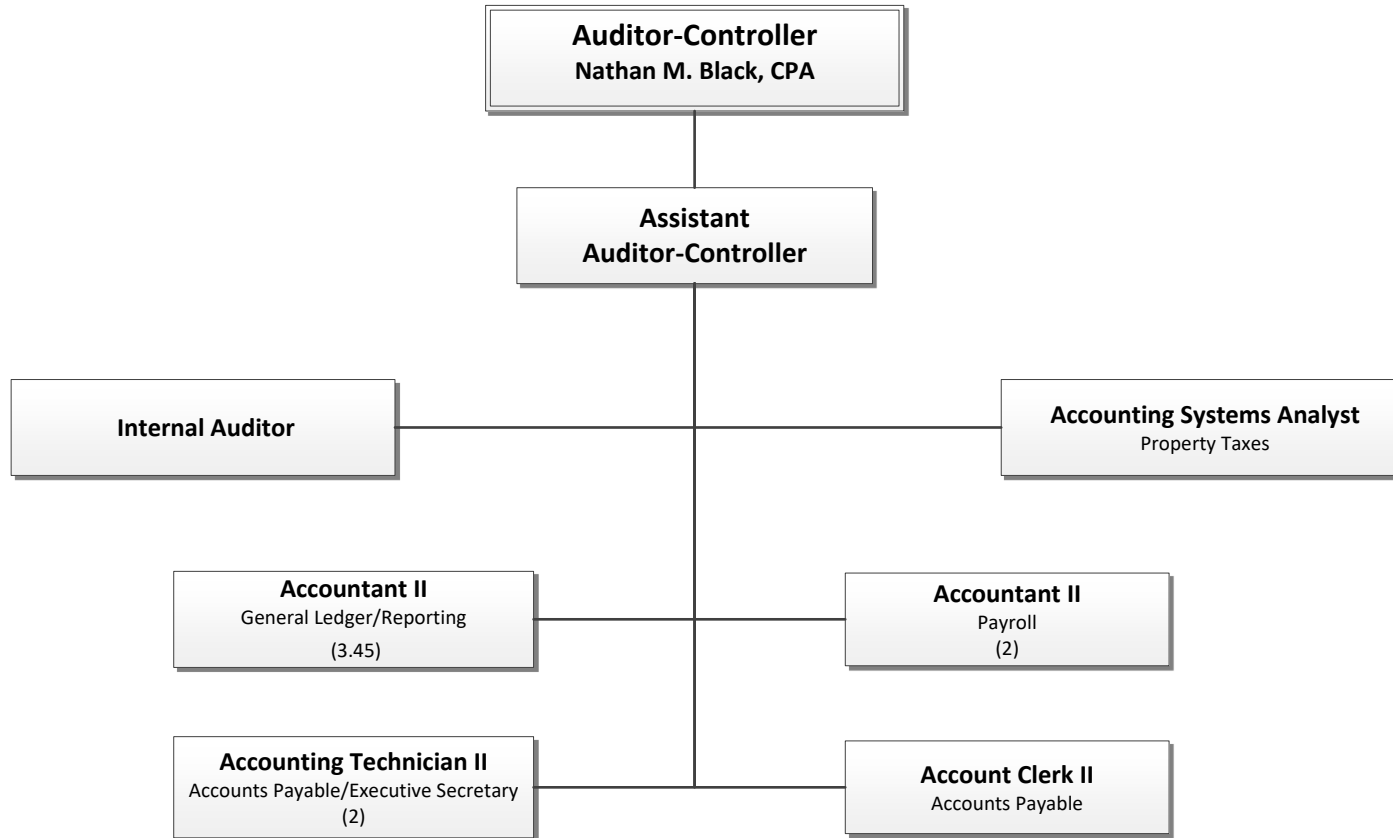 Auditor-Controller
Nathan M. Black, CPA
Assistant
Auditor-Controller
Internal Auditor
Accounting Systems Analyst
Property Taxes
Accountant II
General Ledger/Reporting
(3.45)
Accountant II
Payroll
(2)
Accounting Technician II
Accounts Payable/Executive Secretary
(2)
Account Clerk II
Accounts Payable